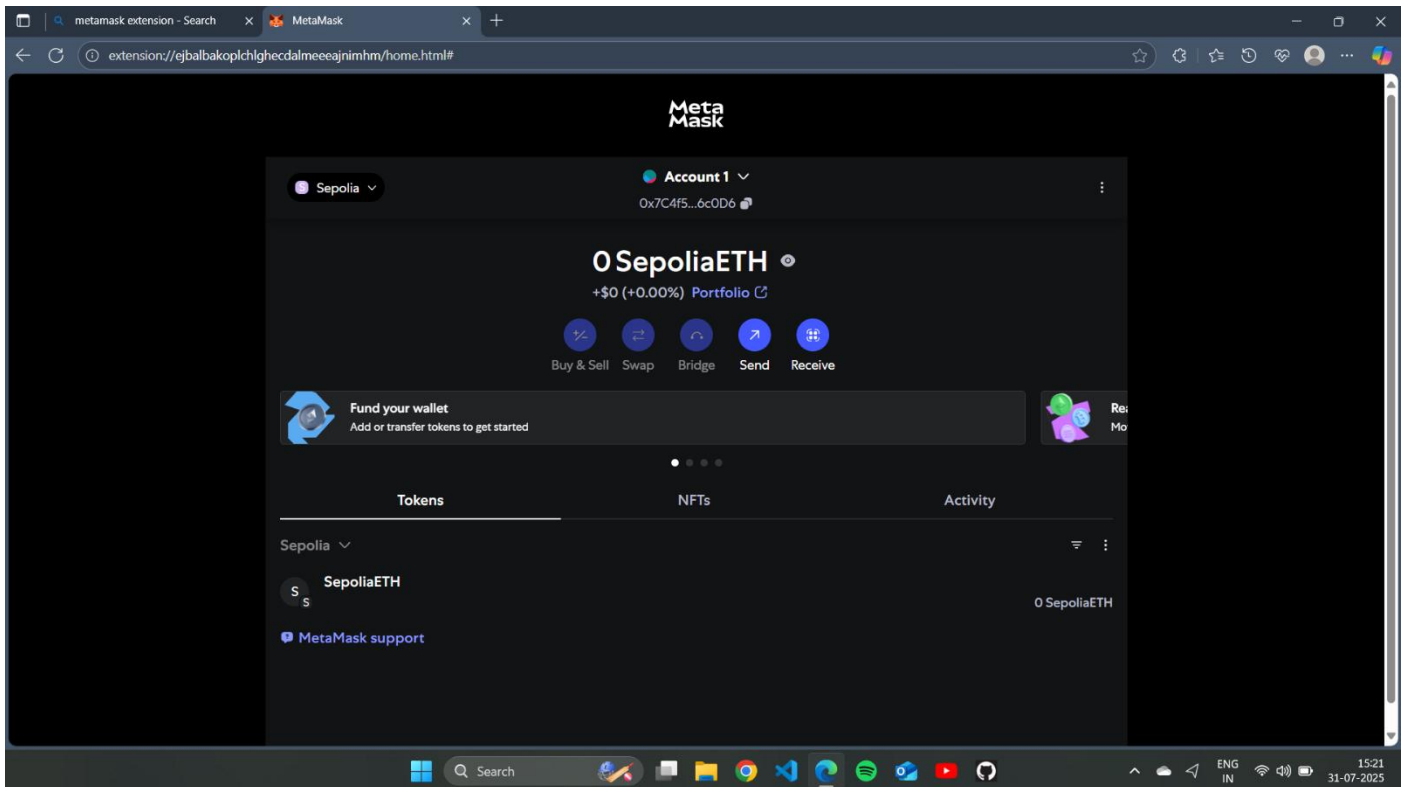 metamask extension - Search
MetaMask
extension://ejbalbakoplchlghecdalmeeeajnimhm/home.html#
Meta
Mask
S Sepolia
Account 1
0x7C4f5...6c0D6
0 SepoliaETH
+$0 (+0.00%) Portfolio
Buy & Sell Swap Bridge Send Receive
Fund your wallet
Add or transfer tokens to get started
Rea
Mo
Tokens NFTs Activity
Sepolia
S
S
SepoliaETH
0 SepoliaETH
MetaMask support
Search
ENG
IN
15:21
31-07-2025